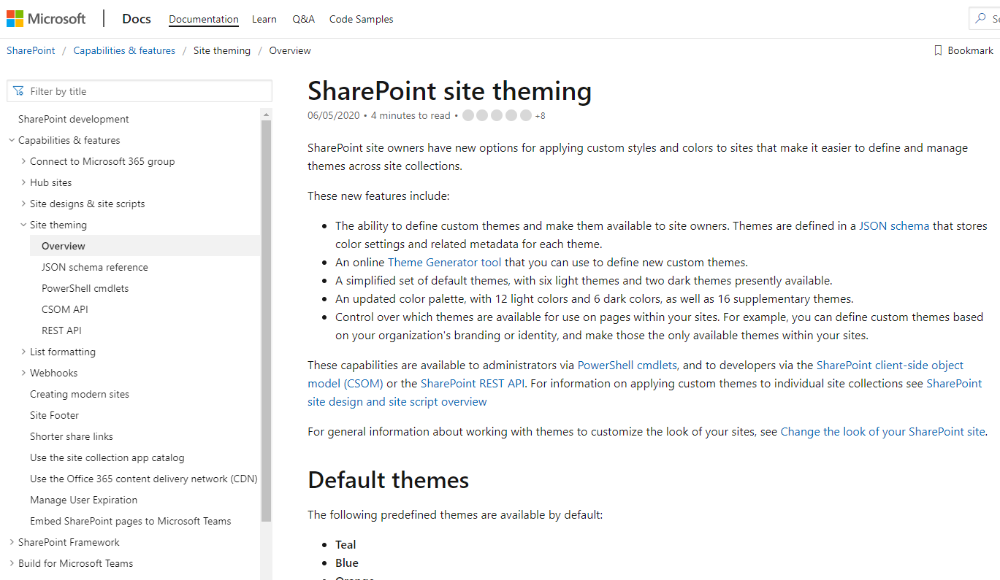 Microsoft Docs Documentation Learn Q&A Code Samples
SharePoint / Capabilities & features / Site theming / Overview
Bookmark
Filter by title
SharePoint development
Capabilities & features
Connect to Microsoft 365 group
Hub sites
Site designs & site scripts
Site theming
Overview
JSON schema reference
PowerShell cmdlets
CSOM API
REST API
List formatting
Webhooks
Creating modern sites
Site Footer
Shorter share links
Use the site collection app catalog
Use the Office 365 content delivery network (CDN)
Manage User Expiration
Embed SharePoint pages to Microsoft Teams
SharePoint Framework
Build for Microsoft Teams
SharePoint site theming
06/05/2020 • 4 minutes to read • +8
SharePoint site owners have new options for applying custom styles and colors to sites that make it easier to define and manage
themes across site collections.
These new features include:
• The ability to define custom themes and make them available to site owners. Themes are defined in a JSON schema that stores
color settings and related metadata for each theme.
• An online Theme Generator tool that you can use to define new custom themes.
• A simplified set of default themes, with six light themes and two dark themes presently available.
• An updated color palette, with 12 light colors and 6 dark colors, as well as 16 supplementary themes.
• Control over which themes are available for use on pages within your sites. For example, you can define custom themes based
on your organization's branding or identity, and make those the only available themes within your sites.
These capabilities are available to administrators via PowerShell cmdlets, and to developers via the SharePoint client-side object
model (CSOM) or the SharePoint REST API. For information on applying custom themes to individual site collections see SharePoint
site design and site script overview
For general information about working with themes to customize the look of your sites, see Change the look of your SharePoint site.
Default themes
The following predefined themes are available by default:
• Teal
• Blue